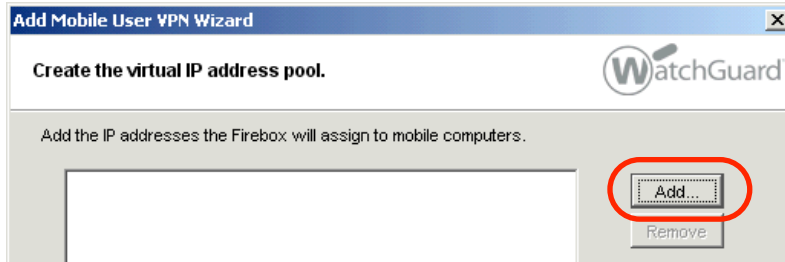 Add Mobile User VPN Wizard
Create the virtual IP address pool.
WatchGuard
Add the IP addresses the Firebox will assign to mobile computers.
Add...
Remove